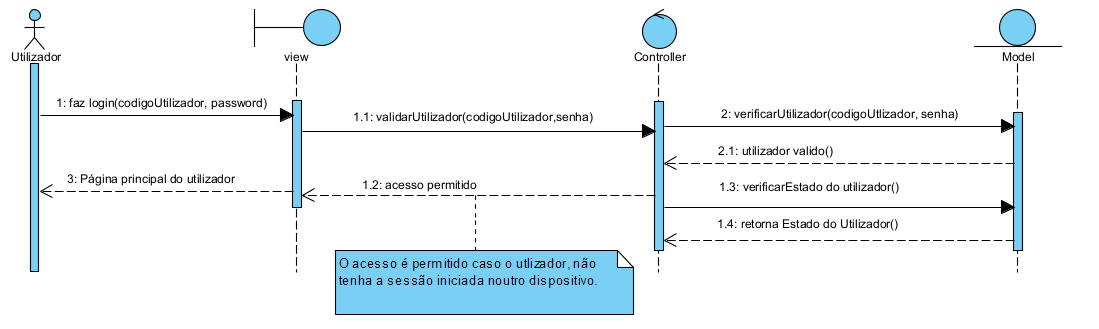 Utilizador
view
Controller
Model
1: faz login(codigoUtilizador, password)
1.1: validarUtilizador(codigoUtilizador,senha)
2: verificarUtilizador(codigoUtlizador, senha)
2.1: utilizador valido()
3: Página principal do utilizador
1.2: acesso permitido
1.3: verificarEstado do utilizador()
1.4: retorna Estado do Utilizador()
O acesso é permitido caso o utlizador, não
tenha a sessão iniciada noutro dispositivo.